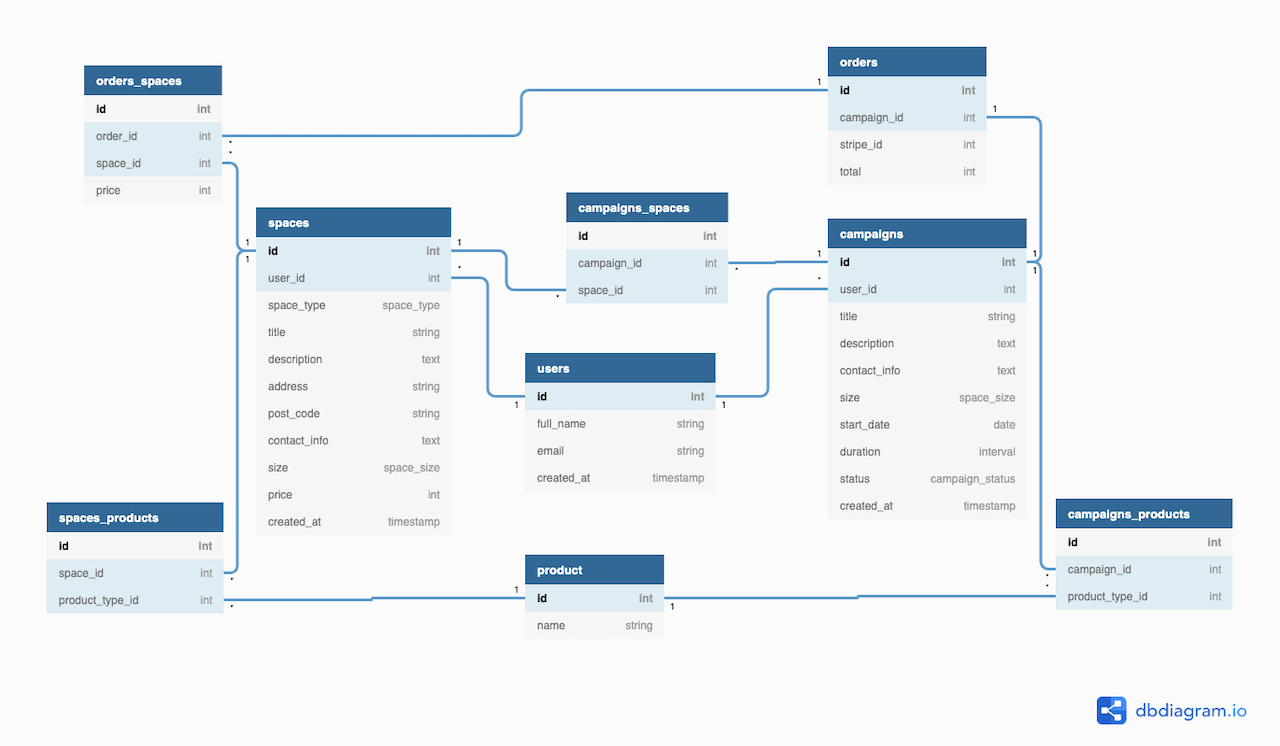 orders_spaces
id int
order_id int
space_id int
price int
orders
id int
campaign_id int
stripe_id int
total int
spaces
id int
user_id int
space_type space_type
title string
description text
address string
post_code string
contact_info text
size space_size
price int
created_at timestamp
campaigns_spaces
id int
campaign_id int
space_id int
campaigns
id int
user_id int
title string
description text
contact_info text
size space_size
start_date date
duration interval
status campaign_status
created_at timestamp
users
id int
full_name string
email string
created_at timestamp
spaces_products
id int
space_id int
product_type_id int
product
id int
name string
campaigns_products
id int
campaign_id int
product_type_id int
1
*
*
1
1
1
1
*
*
*
1
*
1
1
1
1
*
*
1
1
*
*
dbdiagram.io